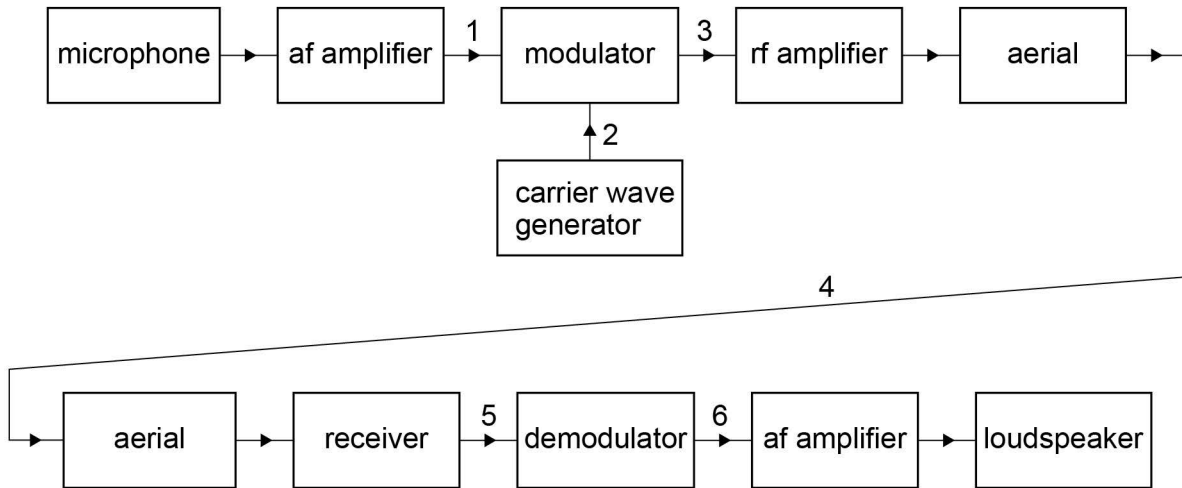 microphone
af amplifier
1
modulator
3
rf amplifier
aerial
2
carrier wave
generator
4
aerial
receiver
5
demodulator
6
af amplifier
loudspeaker